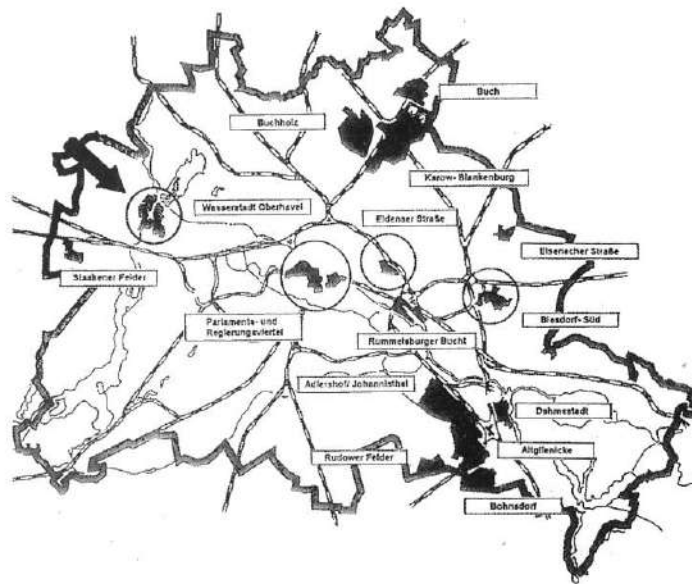 Buch
Buchholz
Karow-Blankenburg
Wasserstadt Oberhavel
Eldenaer Straße
Eisenacher Straße
Staakener Felder
Biesdorf-Süd
Parlaments- und
Regierungsviertel
Rummelsburger Bucht
Adlershof/ Johannisthal
Dahmestadt
Altglienicke
Rudower Felder
Bohnsdorf